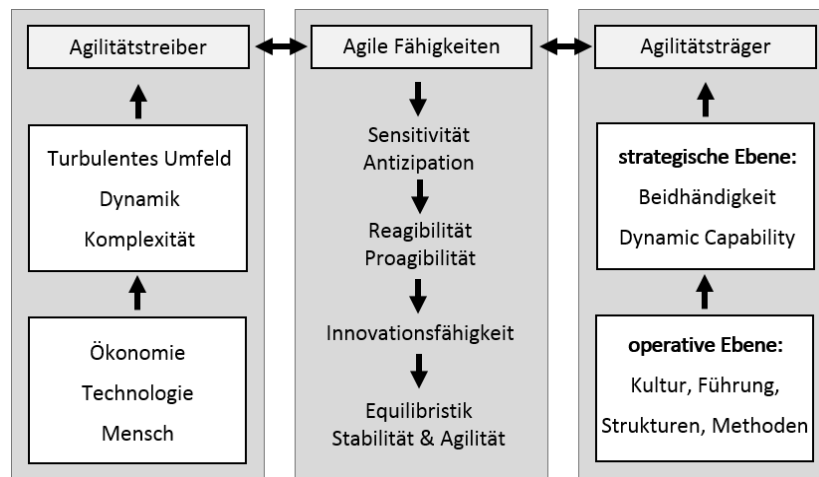 Agilitätstreiber
Turbulentes Umfeld
Dynamik
Komplexität
Ökonomie
Technologie
Mensch
Agile Fähigkeiten
Sensitivität
Antizipation
Reagibilität
Proagibilität
Innovationsfähigkeit
Equilibristik
Stabilität & Agilität
Agilitätsträger
strategische Ebene:
Beidhändigkeit
Dynamic Capability
operative Ebene:
Kultur, Führung,
Strukturen, Methoden